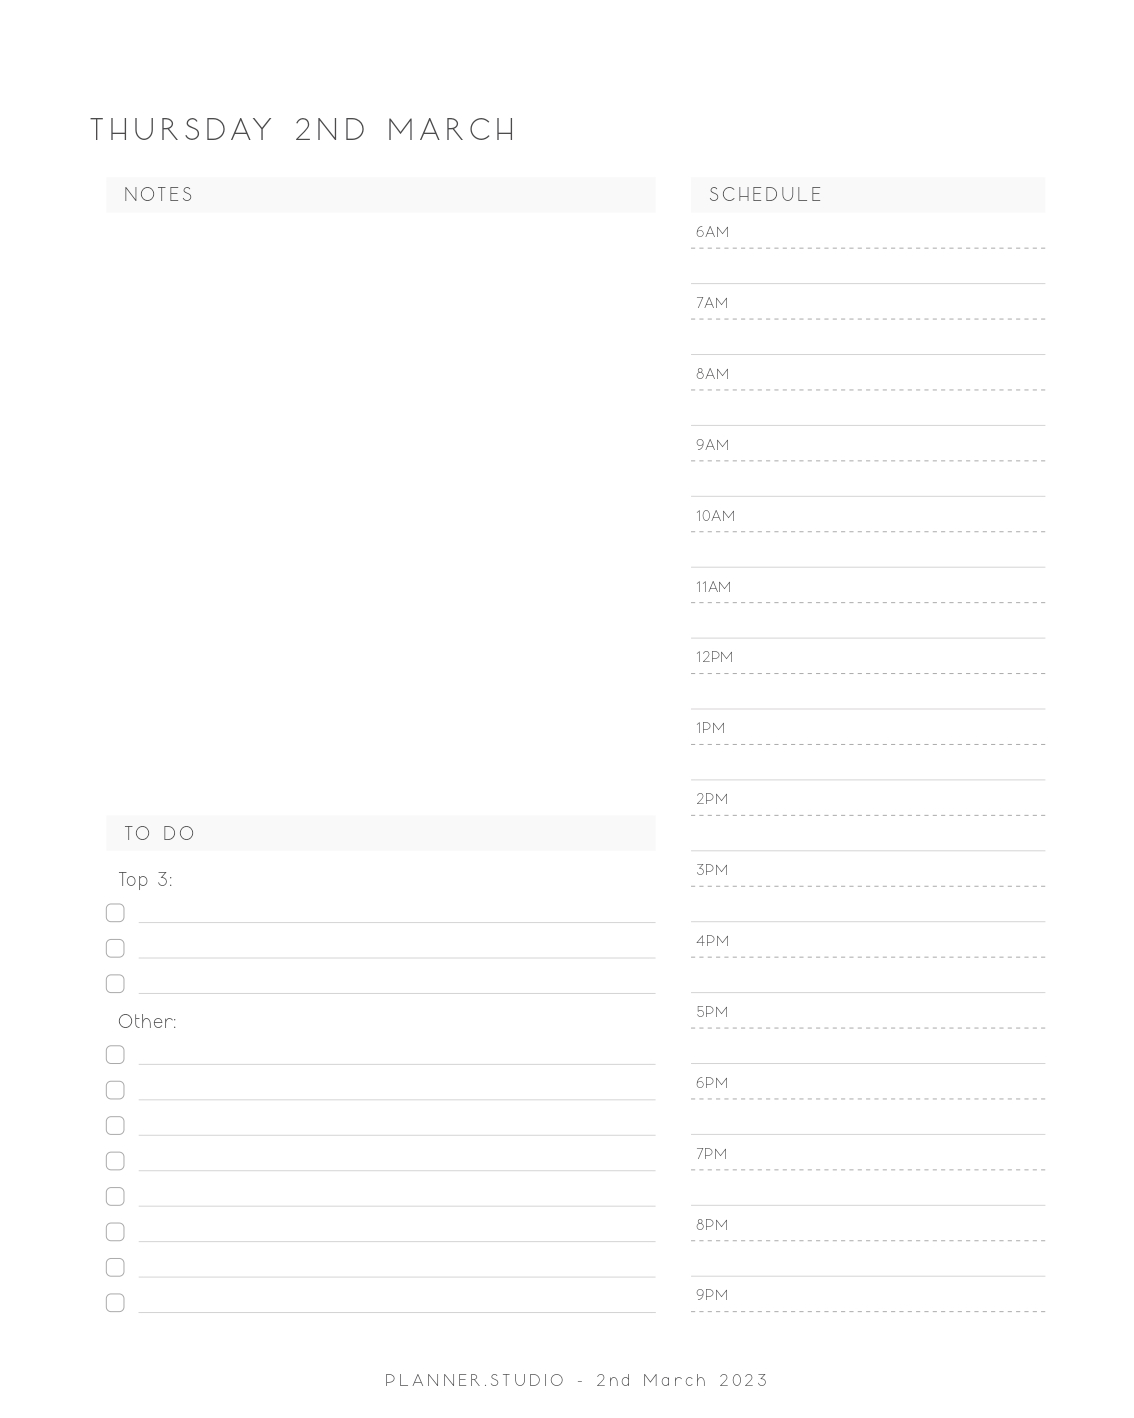 THURSDAY 2ND MARCH
NOTES
TO DO
Top 3:
Other:
SCHEDULE
6AM
7AM
8AM
9AM
10AM
11AM
12PM
1PM
2PM
3PM
4PM
5PM
6PM
7PM
8PM
9PM
PLANNER.STUDIO - 2nd March 2023